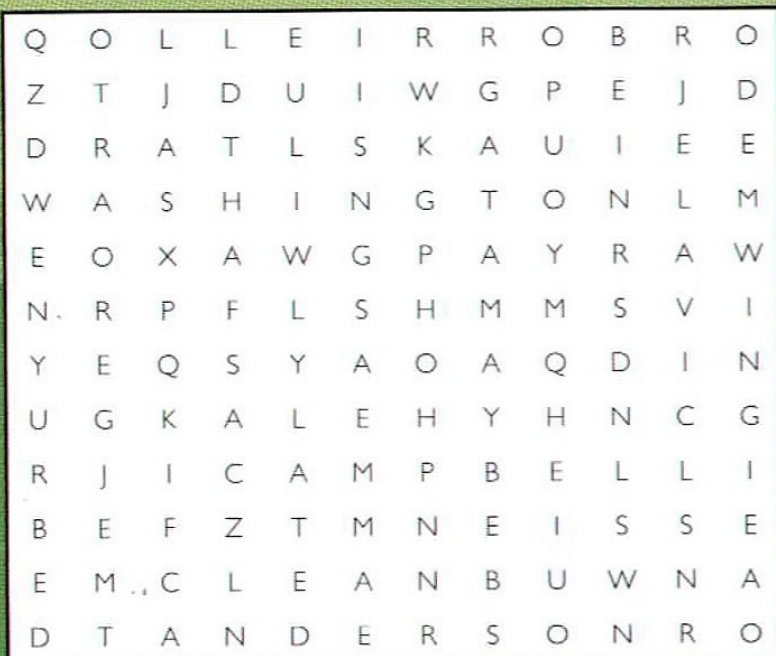 Q O L L E I R R O B R O
Z T J D U I W G P E J D
D R A T L S K A U I E E
W A S H I N G T O N L M
E O X A W G P A Y R A W
N R P F L S H M M S V I
Y E Q S Y A O A Q D I N
U G K A L E H Y H N C G
R J I C A M P B E L L I
B E F Z T M N E I S S E
E M C L E A N B U W N A
D T A N D E R S O N R O